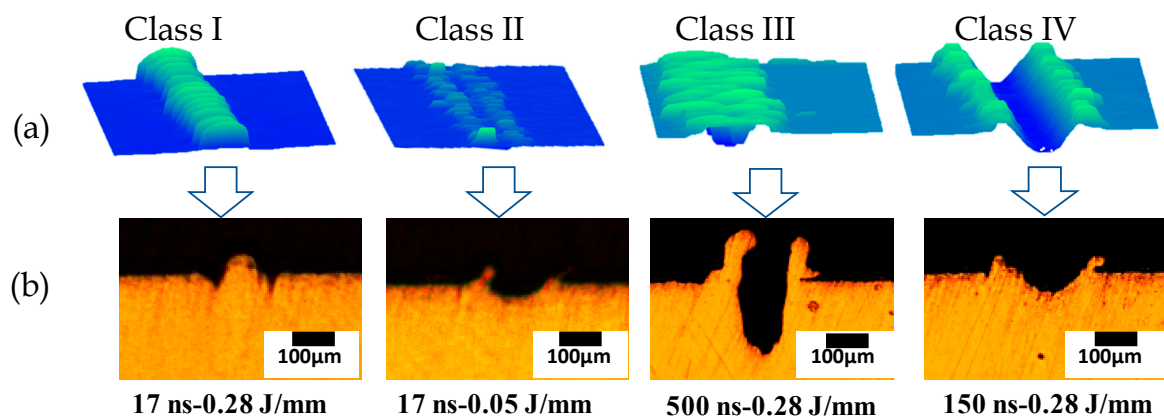 Class I Class II Class III Class IV
(a)
(b)
100μm 100μm 100μm 100μm
17 ns-0.28 J/mm 17 ns-0.05 J/mm 500 ns-0.28 J/mm 150 ns-0.28 J/mm